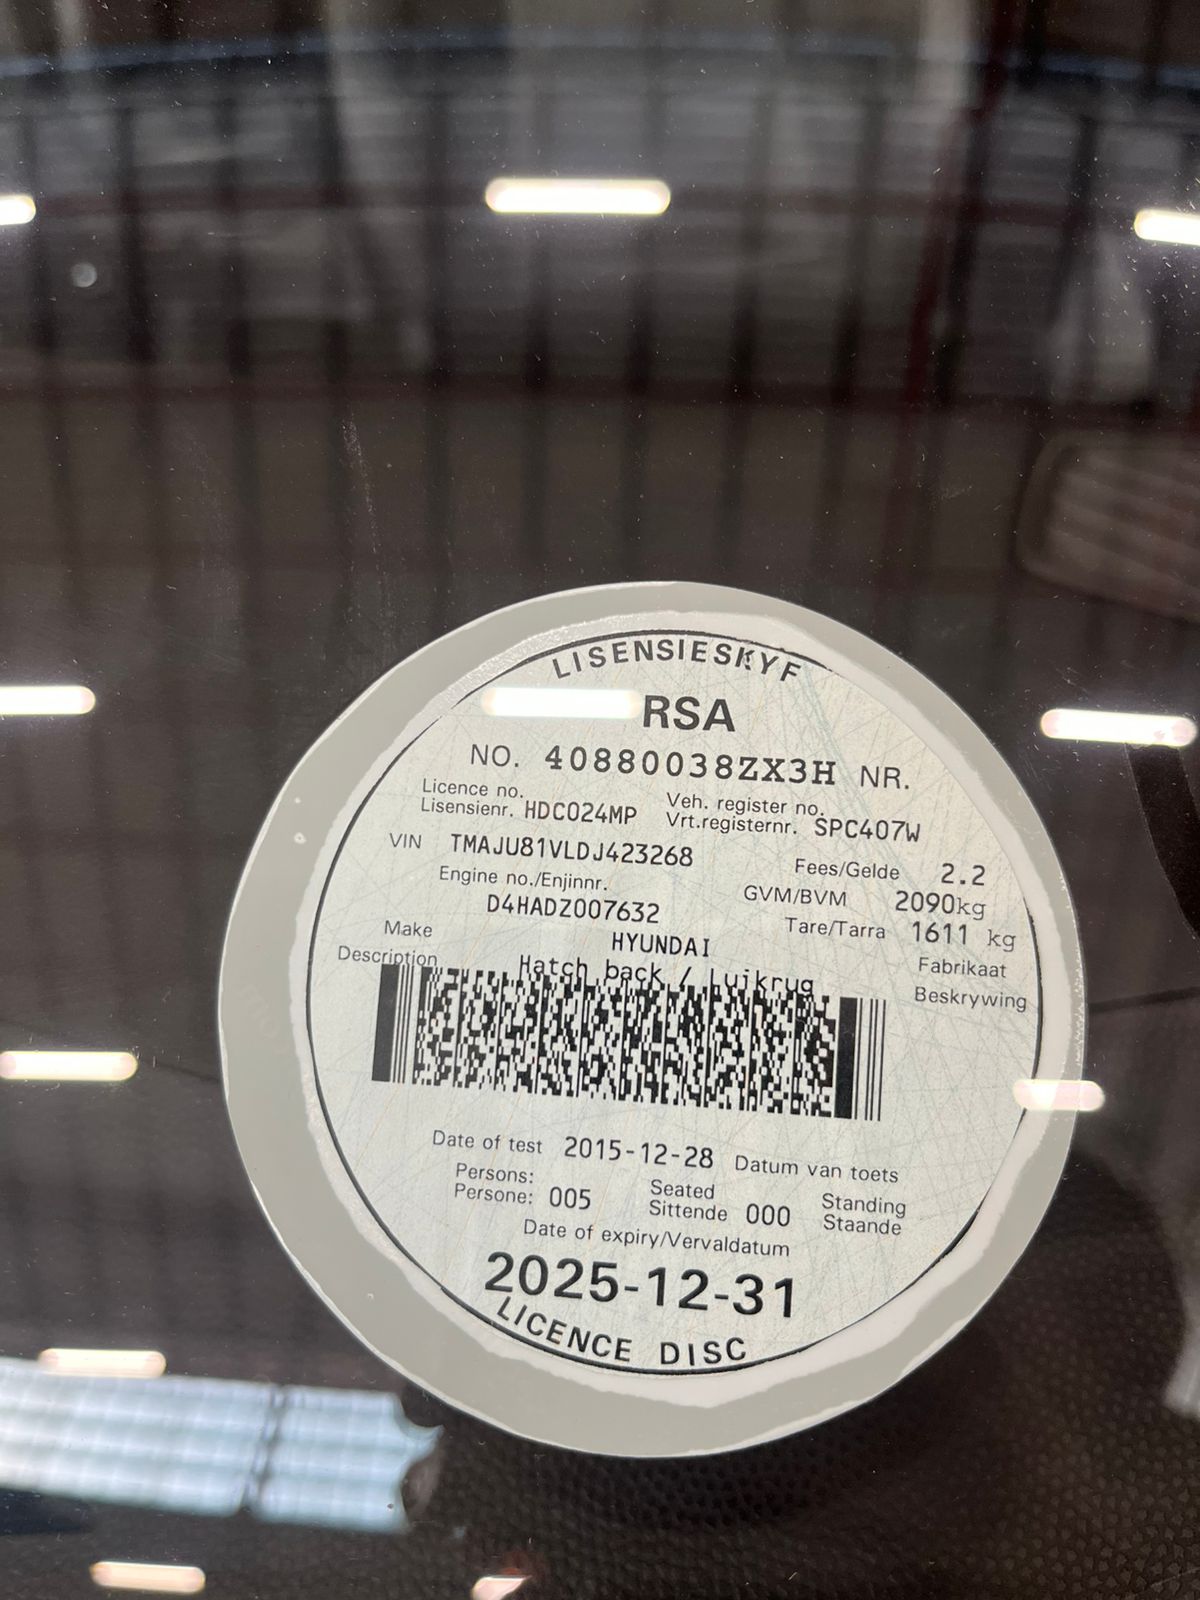 LISENSIESKYF
RSA
NO. 40880038ZX3H NR.
Licence no. Veh. register no.
Lisensienr. HDC024MP Vrt.registernr. SPC407W
VIN TMAJU81VLDJ423268 Fees/Gelde 2.2
Engine no./Enjinnr. GVM/BVM 2090kg
D4HADZ007632 Tare/Tarra 1611 kg
Make HYUNDAI Fabrikaat
Description Hatch back / Luikrug Beskrywing
Date of test 2015-12-28 Datum van toets
Persons: Seated Standing
Persone: 005 Sittende 000 Staande
Date of expiry/Vervaldatum
2025-12-31
LICENCE DISC